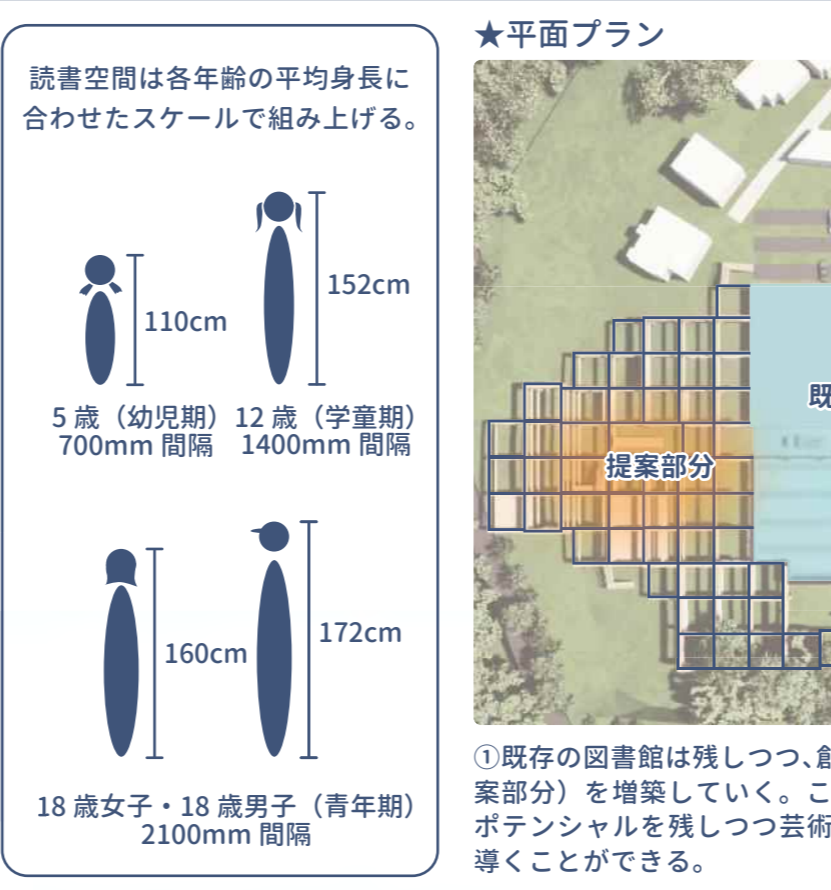 読書空間は各年齢の平均身長に
合わせたスケールで組み上げる。
110cm
152cm
5 歳（幼児期）
700mm 間隔
12 歳（学童期）
1400mm 間隔
160cm
172cm
18 歳女子・18 歳男子（青年期）
2100mm 間隔
★平面プラン
既
提案部分
①既存の図書館は残しつつ、創
案部分）を増築していく。こ
ポテンシャルを残しつつ芸術
導くことができる。